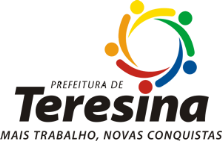 PREFEITURA DE
Teresina
MAIS TRABALHO, NOVAS CONQUISTAS